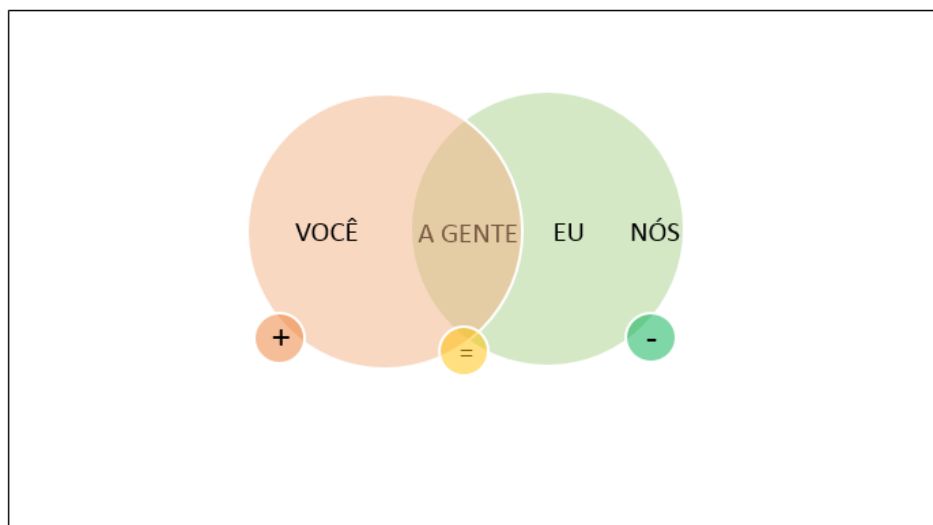 VOCÊ A GENTE EU NÓS
+ = -